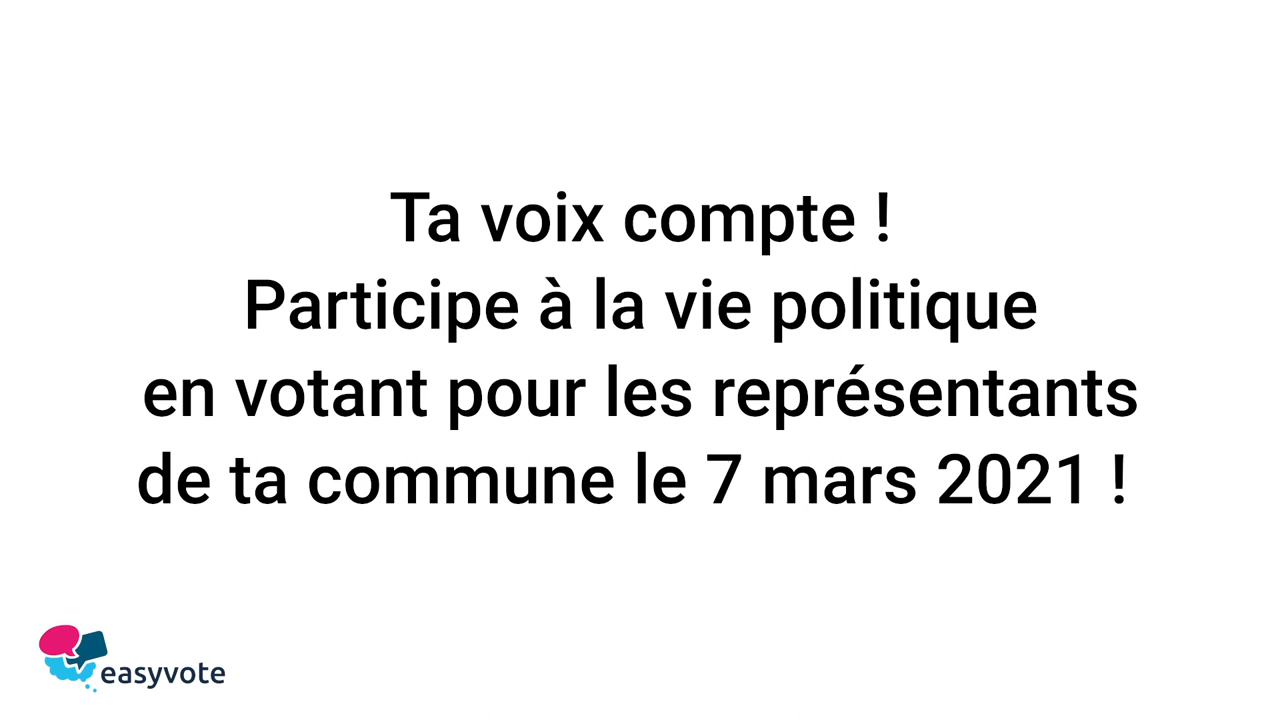 Ta voix compte !
Participe à la vie politique
en votant pour les représentants
de ta commune le 7 mars 2021 !
easyvote